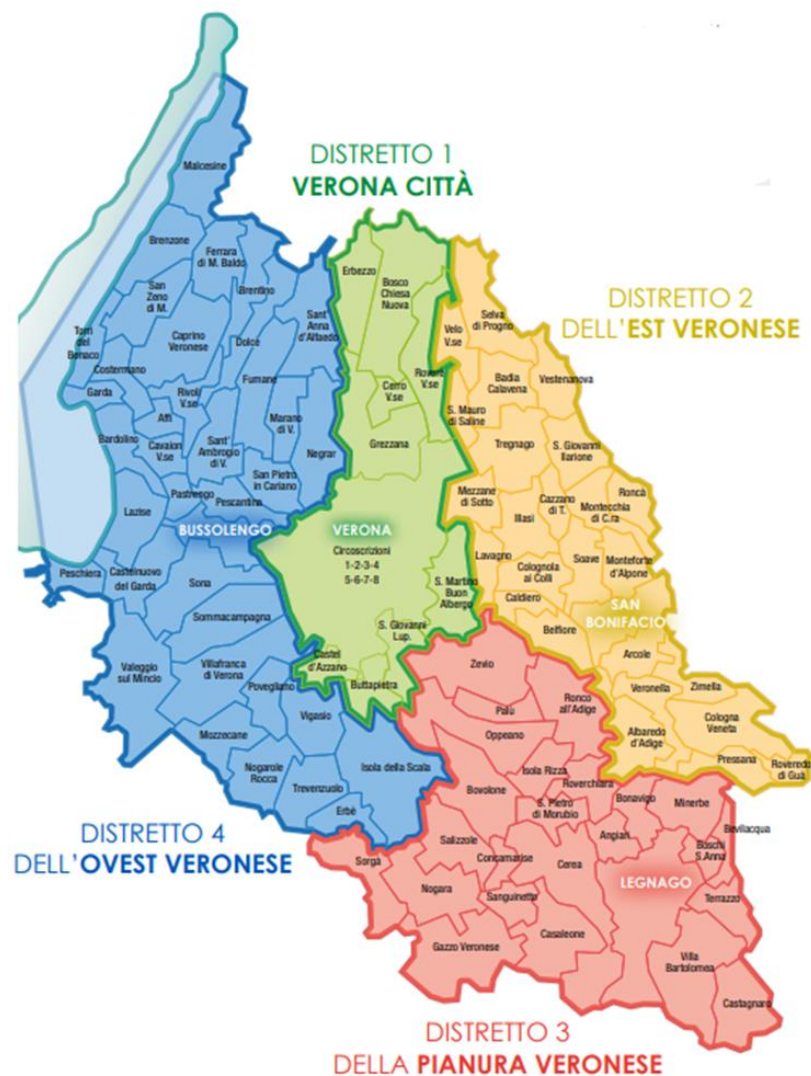 DISTRETTO 1
VERONA CITTÀ
DISTRETTO 2
DELL'EST VERONESE
DISTRETTO 4
DELL'OVEST VERONESE
DISTRETTO 3
DELLA PIANURA VERONESE
Malcesine
Brenzone
Ferrara
di M. Baldo
San
Zeno
di M.
Brentino
Sant'
Anna
d'Alfaedo
Torri
del
Benaco
Caprino
Veronese
Dolcè
Costermano
Fumane
Garda
Rivoli
V.se
Affi
Marano
di V.
Bardolino
Cavaion
V.se
Sant'
Ambrogio
di V.
Negrar
San Pietro
in Cariano
Pastrengo
Pescantina
Lazise
BUSSOLENGO
Peschiera
Castelnuovo
del Garda
Sona
Sommacampagna
Valeggio
sul Mincio
Villafranca
di Verona
Povegliano
Vigasio
Mozzecane
Isola della Scala
Nogarole
Rocca
Trevenzuolo
Erbè
Erbezzo
Bosco
Chiesa
Nuova
Roverè
V.se
Cerro
V.se
Grezzana
VERONA
Circoscrizioni
1-2-3-4
5-6-7-8
S. Martino
Buon
Albergo
S. Giovanni
Lup.
Castel
d'Azzano
Buttapietra
Velo
V.se
Selva
di Progno
Badia
Calavena
Vestenanova
S. Mauro
di Saline
Tregnago
S. Giovanni
Ilarione
Mezzane
di Sotto
Cazzano
di T.
Roncà
Montecchia
di C.ra
Illasi
Lavagno
Colognola
ai Colli
Soave
Monteforte
d'Alpone
Caldiero
SAN
BONIFACIO
Belfiore
Arcole
Veronella
Zimella
Albaredo
d'Adige
Cologna
Veneta
Pressana
Roveredo
di Guà
Zevio
Ronco
all'Adige
Palù
Oppeano
Isola Rizza
Roverchiara
Bovolone
S. Pietro
di Morubio
Bonavigo
Minerbe
Bevilacqua
Angiari
Boschi
S.Anna
Salizzole
Concamarise
Cerea
Sorgà
LEGNAGO
Nogara
Sanguinetto
Terrazzo
Casaleone
Gazzo Veronese
Villa
Bartolomea
Castagnaro